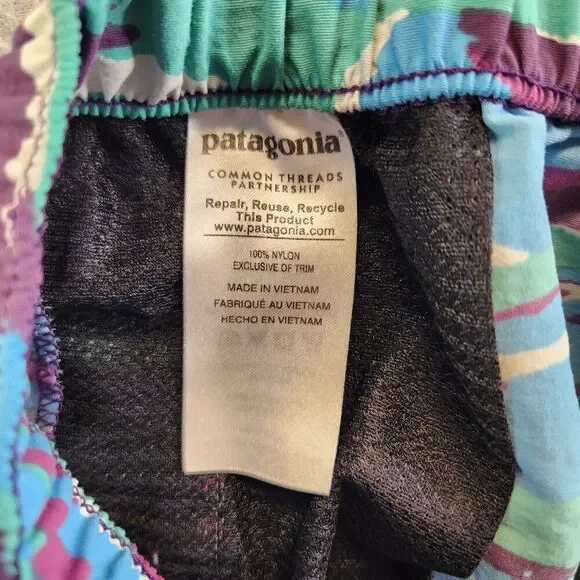 patagonia®
COMMON THREADS
PARTNERSHIP
Repair, Reuse, Recycle
This Product
www.patagonia.com
100% NYLON
EXCLUSIVE OF TRIM
MADE IN VIETNAM
FABRIQUÉ AU VIETNAM
HECHO EN VIETNAM